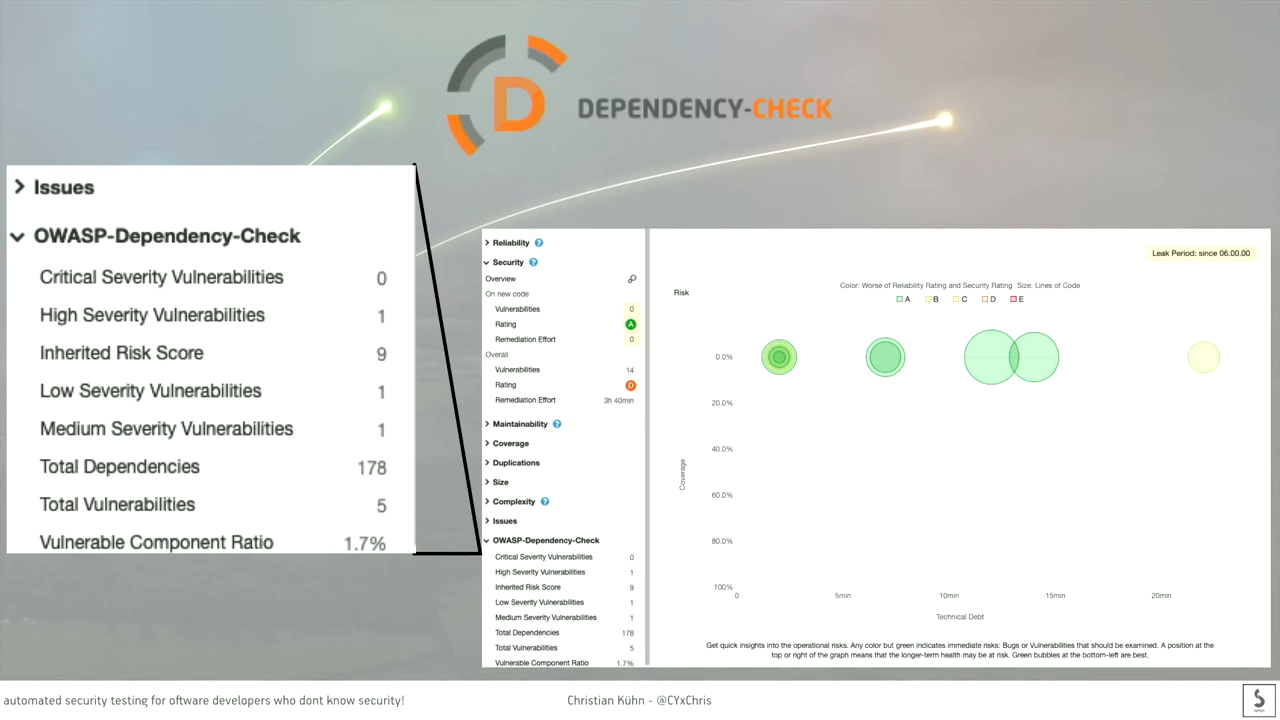 D
DEPENDENCY-CHECK
Issues
OWASP-Dependency-Check
Critical Severity Vulnerabilities 0
High Severity Vulnerabilities 1
Inherited Risk Score 9
Low Severity Vulnerabilities 1
Medium Severity Vulnerabilities 1
Total Dependencies 178
Total Vulnerabilities 5
Vulnerable Component Ratio 1.7%
Reliability ?
Security ?
Overview
On new code
Vulnerabilities 0
Rating A
Remediation Effort 0
Overall
Vulnerabilities 14
Rating D
Remediation Effort 3h 40min
Maintainability ?
Coverage
Duplications
Size
Complexity ?
Issues
OWASP-Dependency-Check
Critical Severity Vulnerabilities 0
High Severity Vulnerabilities 1
Inherited Risk Score 9
Low Severity Vulnerabilities 1
Medium Severity Vulnerabilities 1
Total Dependencies 178
Total Vulnerabilities 5
Vulnerable Component Ratio 1.7%
Leak Period: since 06.00.00
Risk
Color: Worse of Reliability Rating and Security Rating Size: Lines of Code
A B C D E
0.0%
20.0%
40.0%
60.0%
80.0%
100%
Coverage
0 5min 10min 15min 20min
Technical Debt
Get quick insights into the operational risks. Any color but green indicates immediate risks: Bugs or Vulnerabilities that should be examined. A position at the
top or right of the graph means that the longer-term health may be at risk. Green bubbles at the bottom-left are best.
automated security testing for oftware developers who dont know security!
Christian Kühn - @CYxChris